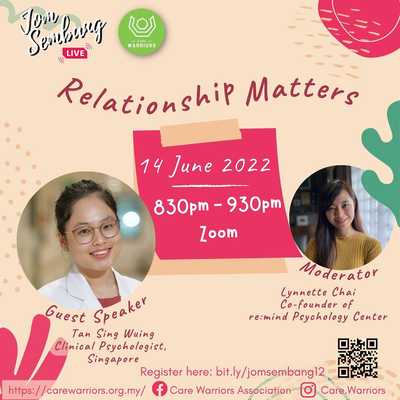 Jom
Sembang
LIVE
WARRIORS
Relationship Matters
14 June 2022
830pm - 930pm
Zoom
Guest Speaker
Tan Sing Wuing
Clinical Psychologist,
Singapore
Moderator
Lynnette Chai
Co-founder of
re:mind Psychology Center
Register here: bit.ly/jomsembang12
https://carewarriors.org.my/ Care Warriors Association Care.Warriors